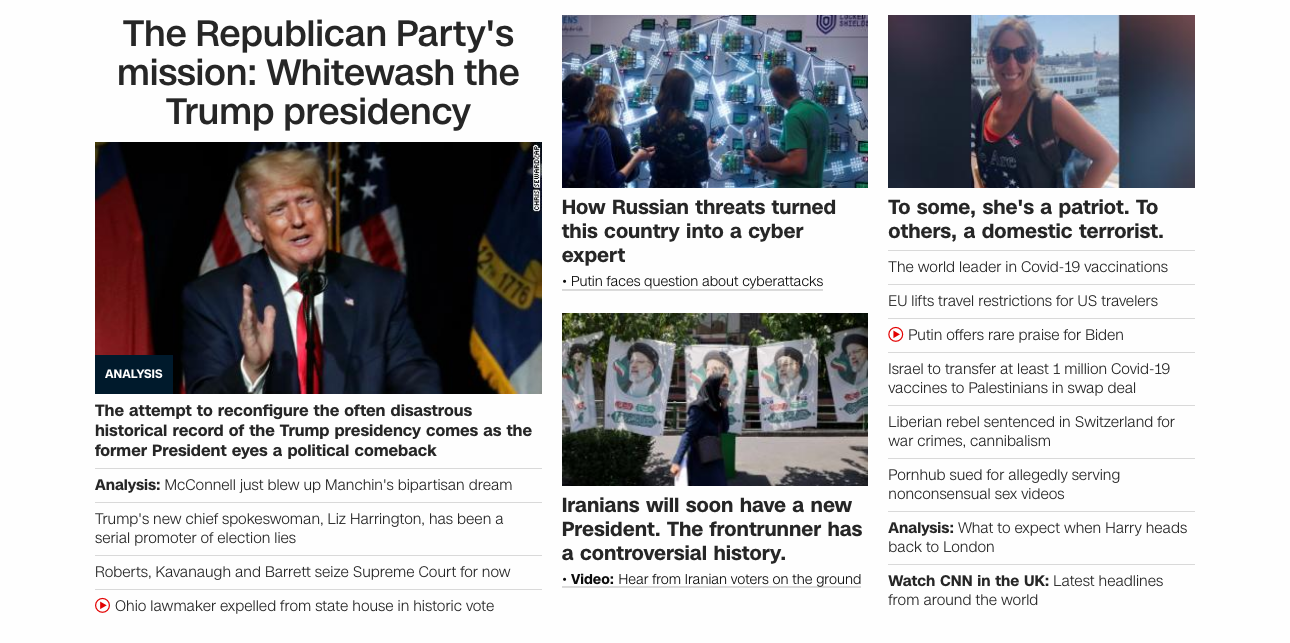 The Republican Party's
mission: Whitewash the
Trump presidency
CHRIS SEWARD/AP
12TH 1776
ANALYSIS
The attempt to reconfigure the often disastrous
historical record of the Trump presidency comes as the
former President eyes a political comeback
Analysis: McConnell just blew up Manchin's bipartisan dream
Trump's new chief spokeswoman, Liz Harrington, has been a
serial promoter of election lies
Roberts, Kavanaugh and Barrett seize Supreme Court for now
Ohio lawmaker expelled from state house in historic vote
LOCKED
SHIELDS
How Russian threats turned
this country into a cyber
expert
• Putin faces question about cyberattacks
Iranians will soon have a new
President. The frontrunner has
a controversial history.
• Video: Hear from Iranian voters on the ground
To some, she's a patriot. To
others, a domestic terrorist.
The world leader in Covid-19 vaccinations
EU lifts travel restrictions for US travelers
Putin offers rare praise for Biden
Israel to transfer at least 1 million Covid-19
vaccines to Palestinians in swap deal
Liberian rebel sentenced in Switzerland for
war crimes, cannibalism
Pornhub sued for allegedly serving
nonconsensual sex videos
Analysis: What to expect when Harry heads
back to London
Watch CNN in the UK: Latest headlines
from around the world